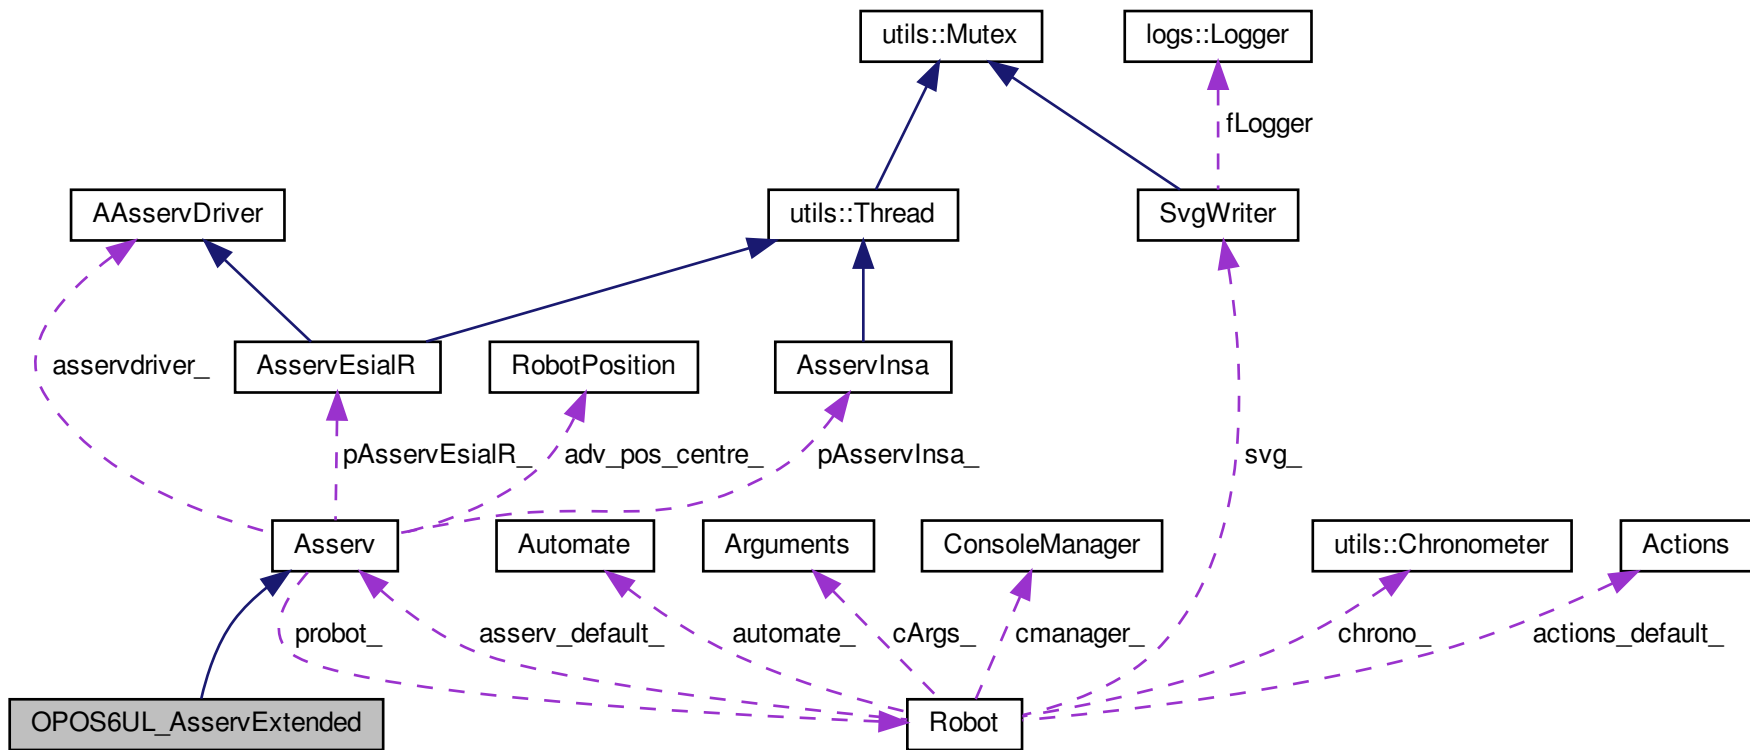 utils::Mutex
logs::Logger
fLogger
AAsservDriver
utils::Thread
SvgWriter
asservdriver_
AsservEsialR
RobotPosition
AsservInsa
pAsservEsialR_
adv_pos_centre_
pAsservInsa_
svg_
Asserv
Automate
Arguments
ConsoleManager
utils::Chronometer
Actions
probot_
asserv_default_
automate_
cArgs_
cmanager_
chrono_
actions_default_
OPOS6UL_AsservExtended
Robot